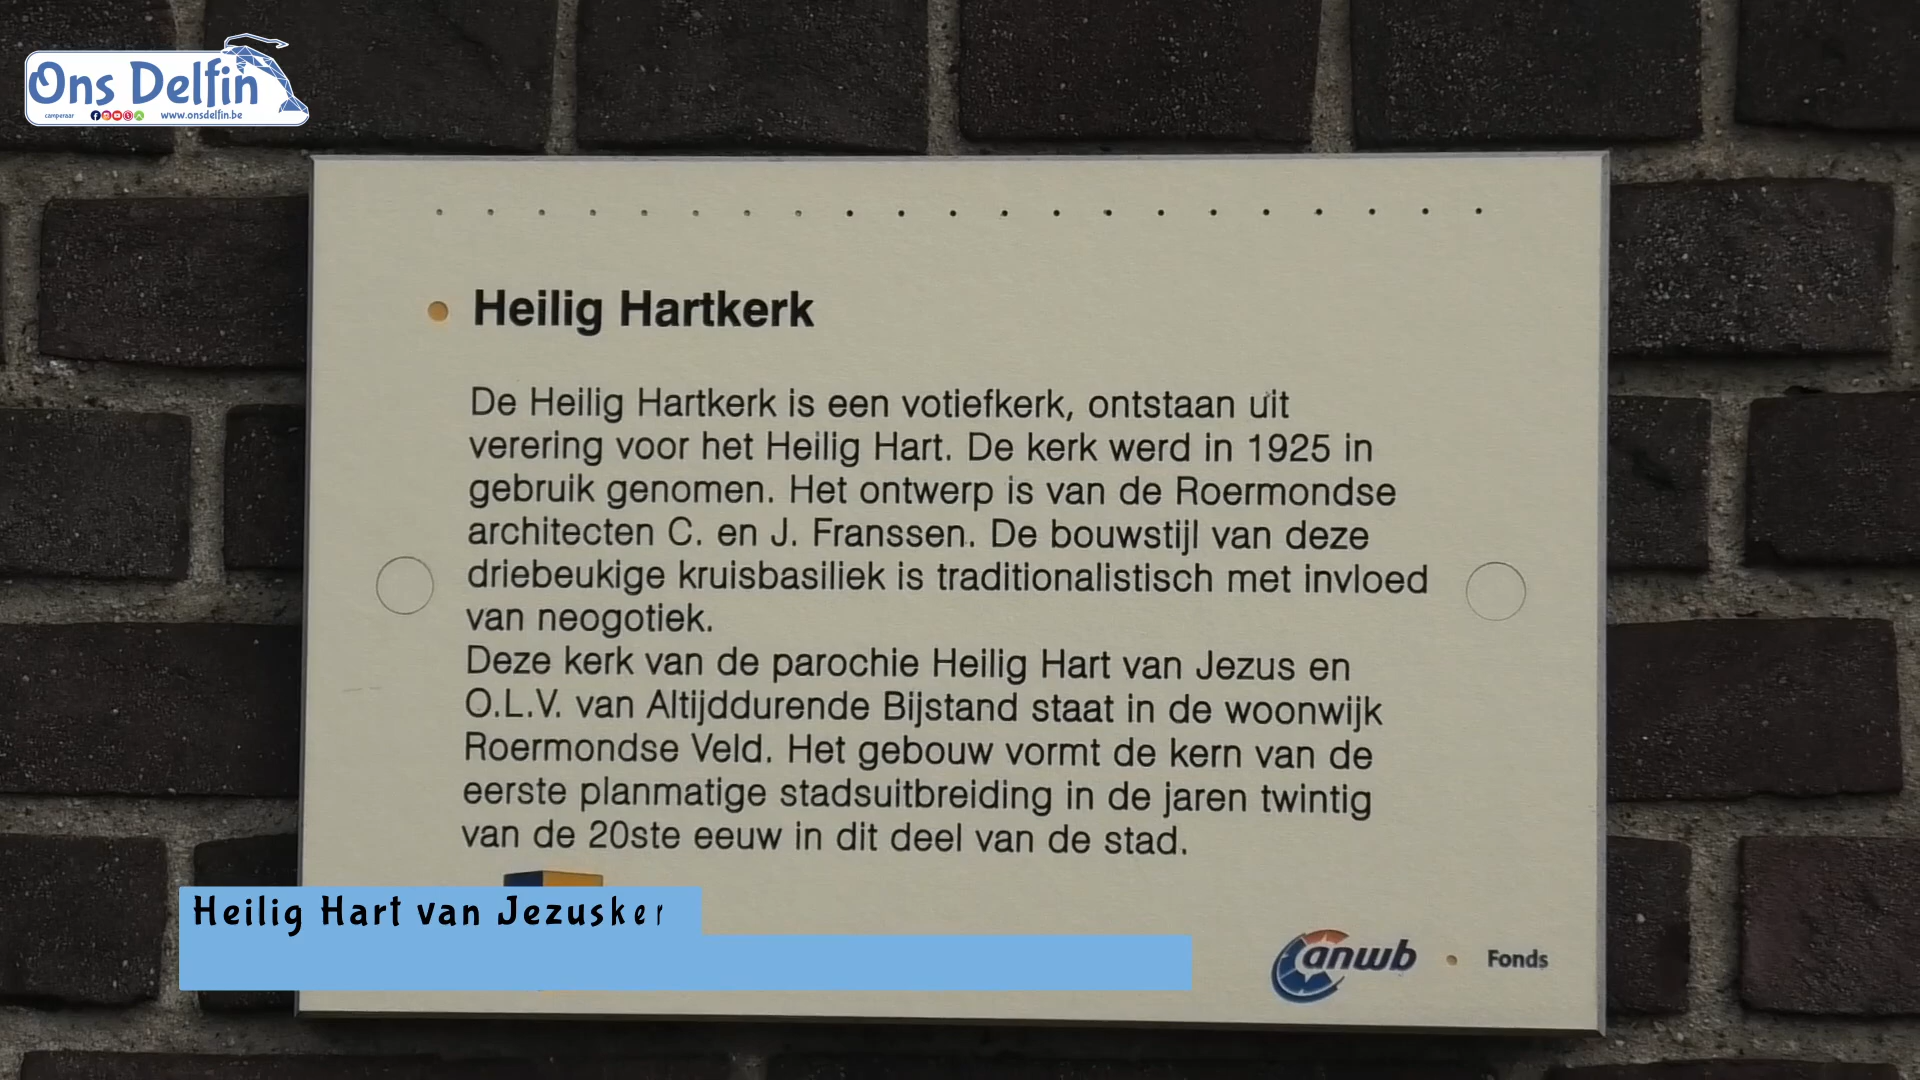 Ons Delfin
camperaar
www.onsdelfin.be
Heilig Hartkerk
De Heilig Hartkerk is een votiefkerk, ontstaan uit
verering voor het Heilig Hart. De kerk werd in 1925 in
gebruik genomen. Het ontwerp is van de Roermondse
architecten C. en J. Franssen. De bouwstijl van deze
driebeukige kruisbasiliek is traditionalistisch met invloed
van neogotiek.
Deze kerk van de parochie Heilig Hart van Jezus en
O.L.V. van Altijddurende Bijstand staat in de woonwijk
Roermondse Veld. Het gebouw vormt de kern van de
eerste planmatige stadsuitbreiding in de jaren twintig
van de 20ste eeuw in dit deel van de stad.
Heilig Hart van Jezusker
anwb • Fonds